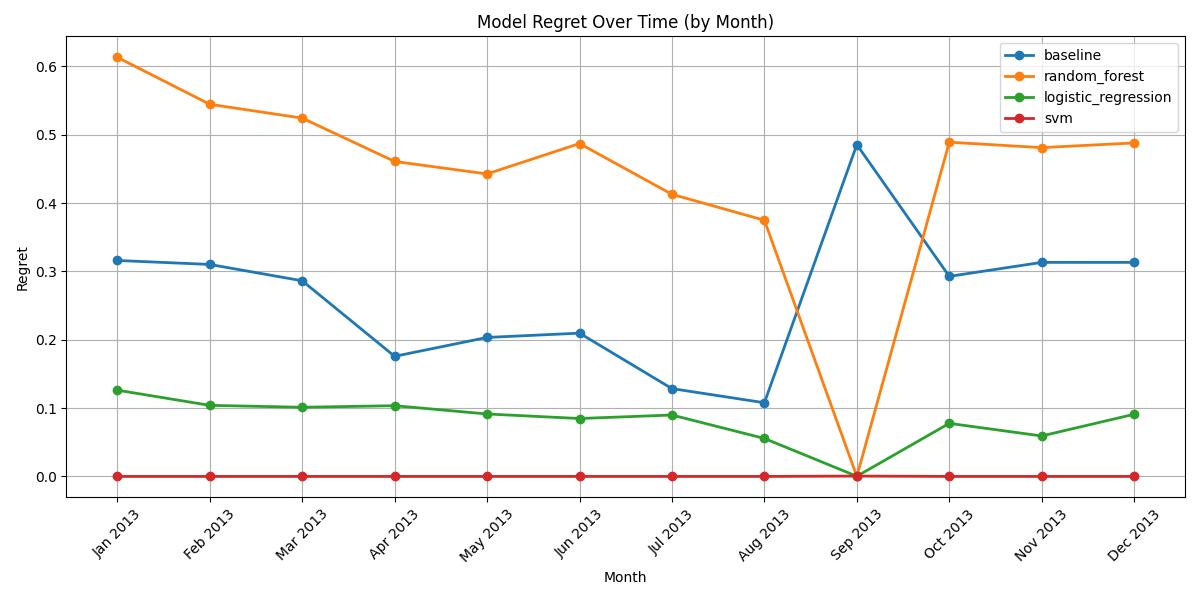 Model Regret Over Time (by Month)
baseline
random_forest
logistic_regression
svm
Regret
0.6
0.5
0.4
0.3
0.2
0.1
0.0
Jan 2013
Feb 2013
Mar 2013
Apr 2013
May 2013
Jun 2013
Jul 2013
Aug 2013
Sep 2013
Oct 2013
Nov 2013
Dec 2013
Month